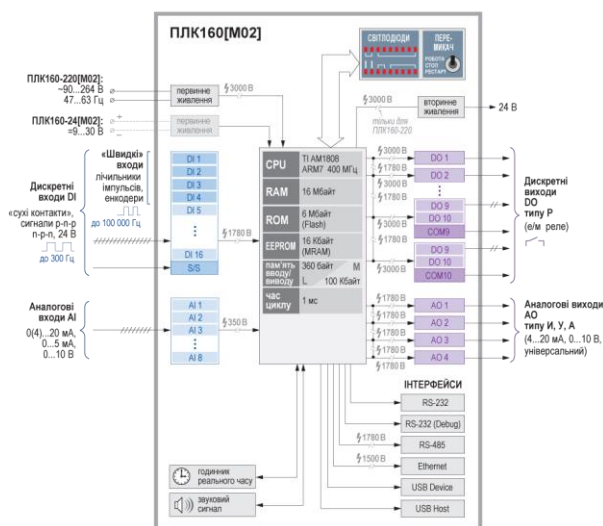 ПЛК160[М02]
СВІТЛОДІОДИ
ПЕРЕ-
МИКАЧ
РОБОТА
СТОП
РЕСТАРТ
ПЛК160-220[М02]:
~90...264 В
47...63 Гц
первинне
живлення
3000 В
ПЛК160-24[М02]:
=9...30 В
+
–
первинне
живлення
3000 В
тільки для
ПЛК160-220
вторинне
живлення
24 В
Дискретні
входи DI
«сухі контакти»,
сигнали p-n-p
n-p-n, 24 В
до 300 Гц
«Швидкі»
входи
лічильники
імпульсів,
енкодери
до 100 000 Гц
DI 1
DI 2
DI 3
DI 4
DI 5
DI 16
S/S
1780 В
Аналогові
входи AI
0(4)...20 мА,
0...5 мА,
0...10 В
AI 1
AI 2
AI 3
AI 8
350 В
CPU
TI AM1808
ARM7 400 МГц
RAM
16 Мбайт
ROM
6 Мбайт
(Flash)
EEPROM
16 Кбайт
(MRAM)
пам'ять
вводу/
виводу
360 байт M
L 100 Кбайт
час
циклу
1 мс
3000 В
1780 В
3000 В
1780 В
3000 В
1780 В
3000 В
DO 1
DO 2
DO 9
DO 10
COM9
DO 9
DO 10
COM10
Дискретні
виходи
DO
типу Р
(е/м реле)
1780 В
1780 В
1780 В
1780 В
1780 В
AO 1
AO 2
AO 3
AO 4
Аналогові виходи
AO
типу И, У, А
(4...20 мА, 0...10 В,
універсальний)
ІНТЕРФЕЙСИ
RS-232
RS-232 (Debug)
1780 В
RS-485
1500 В
Ethernet
USB Device
USB Host
годинник
реального часу
звуковий
сигнал